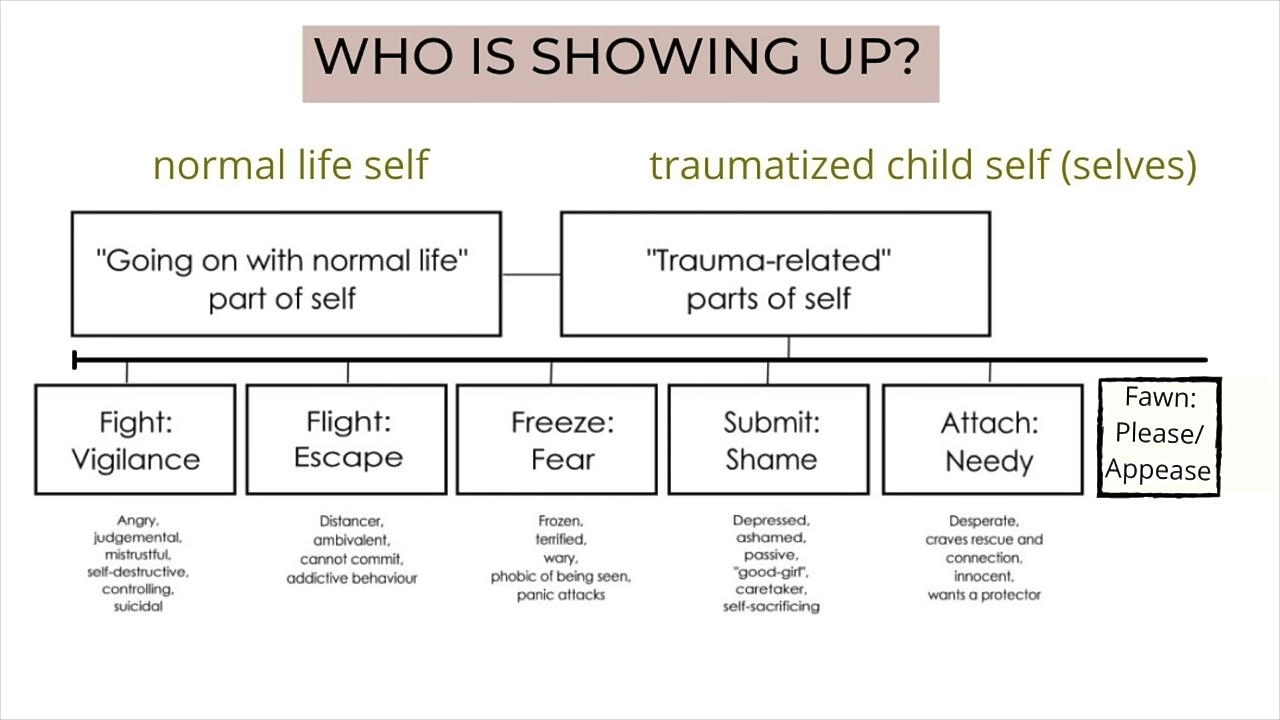 WHO IS SHOWING UP?
normal life self
traumatized child self (selves)
"Going on with normal life"
part of self
"Trauma-related"
parts of self
Fight:
Vigilance
Flight:
Escape
Freeze:
Fear
Submit:
Shame
Attach:
Needy
Fawn:
Please/
Appease
Angry,
judgemental,
mistrustful,
self-destructive,
controlling,
suicidal
Distancer,
ambivalent,
cannot commit,
addictive behaviour
Frozen,
terrified,
wary,
phobic of being seen,
panic attacks
Depressed,
ashamed,
passive,
"good-girl",
caretaker,
self-sacrificing
Desperate,
craves rescue and
connection,
innocent,
wants a protector